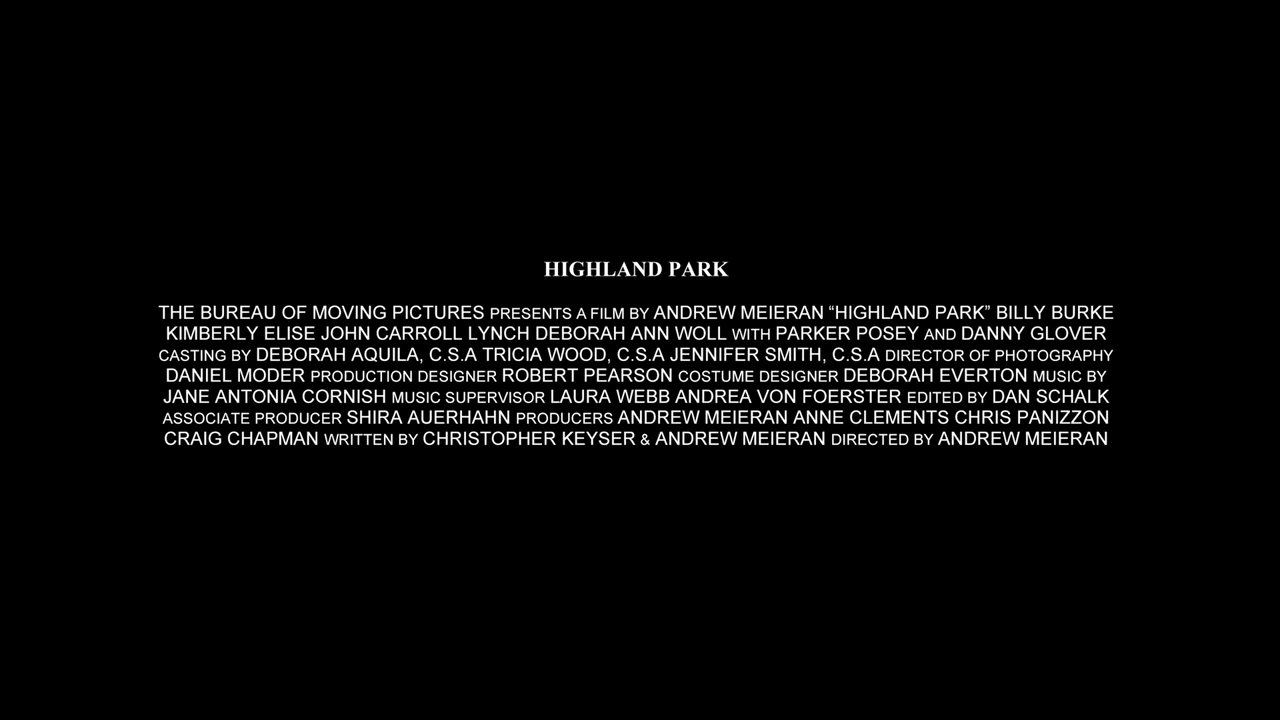 HIGHLAND PARK
THE BUREAU OF MOVING PICTURES PRESENTS A FILM BY ANDREW MEIERAN “HIGHLAND PARK” BILLY BURKE
KIMBERLY ELISE JOHN CARROLL LYNCH DEBORAH ANN WOLL WITH PARKER POSEY AND DANNY GLOVER
CASTING BY DEBORAH AQUILA, C.S.A TRICIA WOOD, C.S.A JENNIFER SMITH, C.S.A DIRECTOR OF PHOTOGRAPHY
DANIEL MODER PRODUCTION DESIGNER ROBERT PEARSON COSTUME DESIGNER DEBORAH EVERTON MUSIC BY
JANE ANTONIA CORNISH MUSIC SUPERVISOR LAURA WEBB ANDREA VON FOERSTER EDITED BY DAN SCHALK
ASSOCIATE PRODUCER SHIRA AUERHAHN PRODUCERS ANDREW MEIERAN ANNE CLEMENTS CHRIS PANIZZON
CRAIG CHAPMAN WRITTEN BY CHRISTOPHER KEYSER & ANDREW MEIERAN DIRECTED BY ANDREW MEIERAN